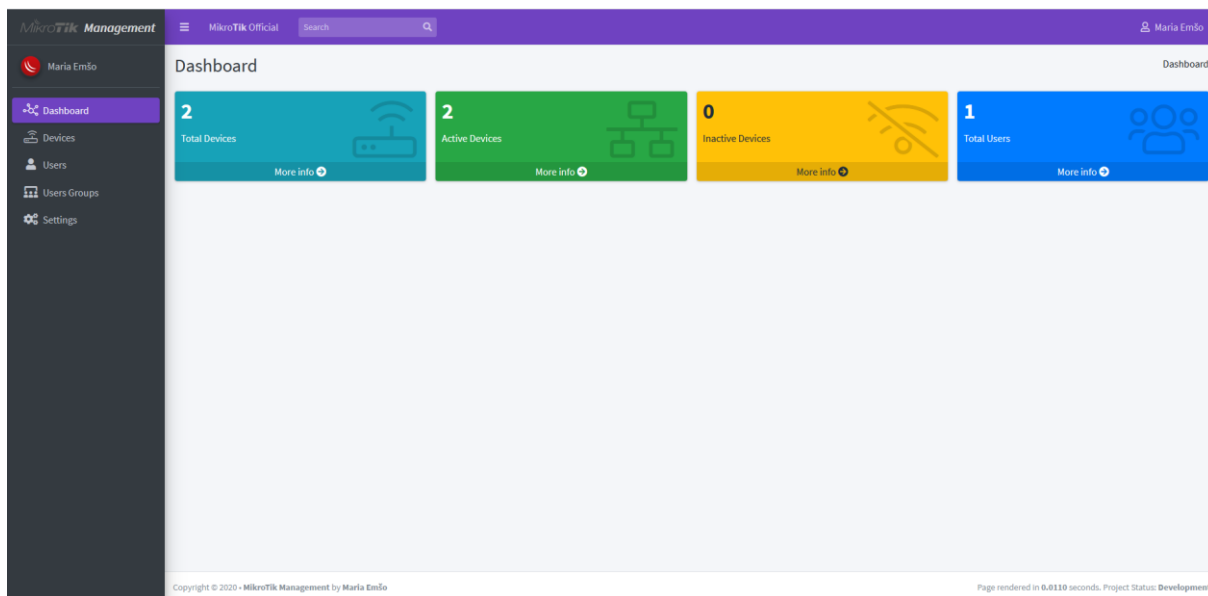 MikroTik Management
MikroTik Official
Search
Maria Emšo
Maria Emšo
Dashboard
Devices
Users
Users Groups
Settings
Dashboard
Dashboard
2
Total Devices
More info
2
Active Devices
More info
0
Inactive Devices
More info
1
Total Users
More info
Copyright © 2020 - MikroTik Management by Maria Emšo
Page rendered in 0.0110 seconds. Project Status: Development